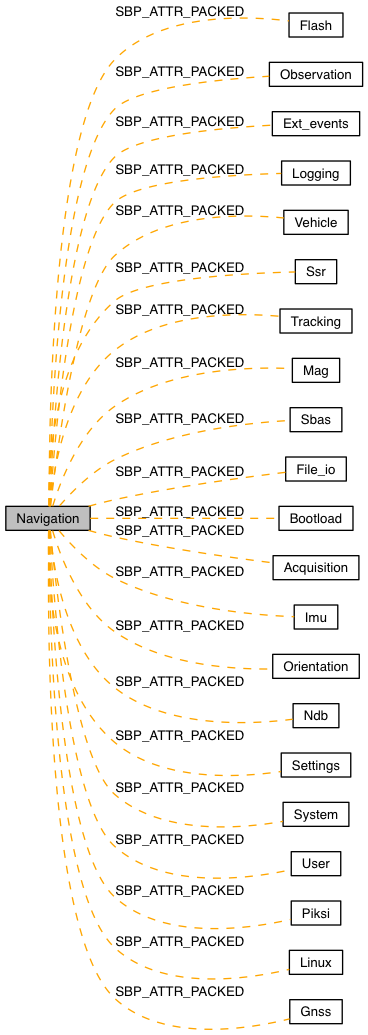 SBP_ATTR_PACKED
Flash
SBP_ATTR_PACKED
Observation
SBP_ATTR_PACKED
Ext_events
SBP_ATTR_PACKED
Logging
SBP_ATTR_PACKED
Vehicle
SBP_ATTR_PACKED
Ssr
SBP_ATTR_PACKED
Tracking
SBP_ATTR_PACKED
Mag
SBP_ATTR_PACKED
Sbas
SBP_ATTR_PACKED
File_io
Navigation
SBP_ATTR_PACKED
Bootload
SBP_ATTR_PACKED
Acquisition
SBP_ATTR_PACKED
Imu
SBP_ATTR_PACKED
Orientation
SBP_ATTR_PACKED
Ndb
SBP_ATTR_PACKED
Settings
SBP_ATTR_PACKED
System
SBP_ATTR_PACKED
User
SBP_ATTR_PACKED
Piksi
SBP_ATTR_PACKED
Linux
SBP_ATTR_PACKED
Gnss